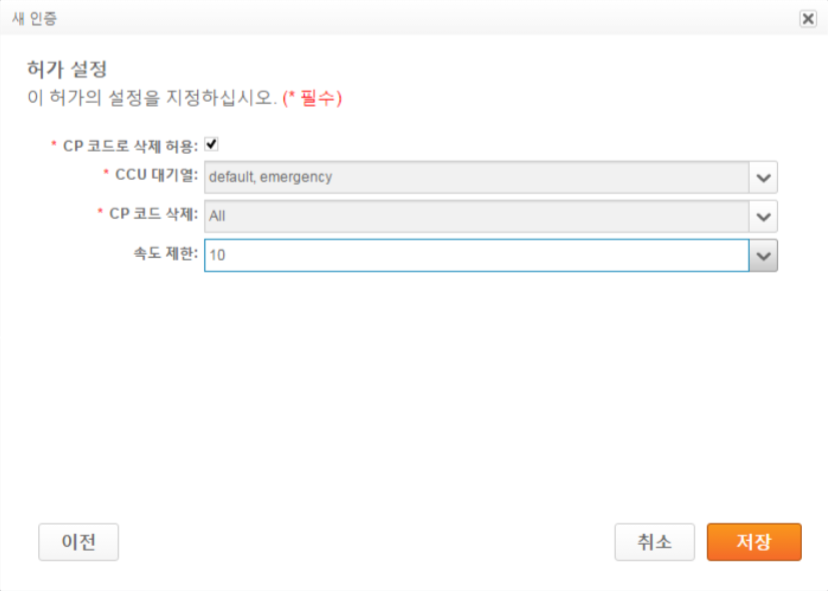 새 인증
허가 설정
이 허가의 설정을 지정하십시오. (* 필수)
* CP 코드로 삭제 허용:
* CCU 대기열: default, emergency
* CP 코드 삭제: All
속도 제한: 10
이전 취소 저장